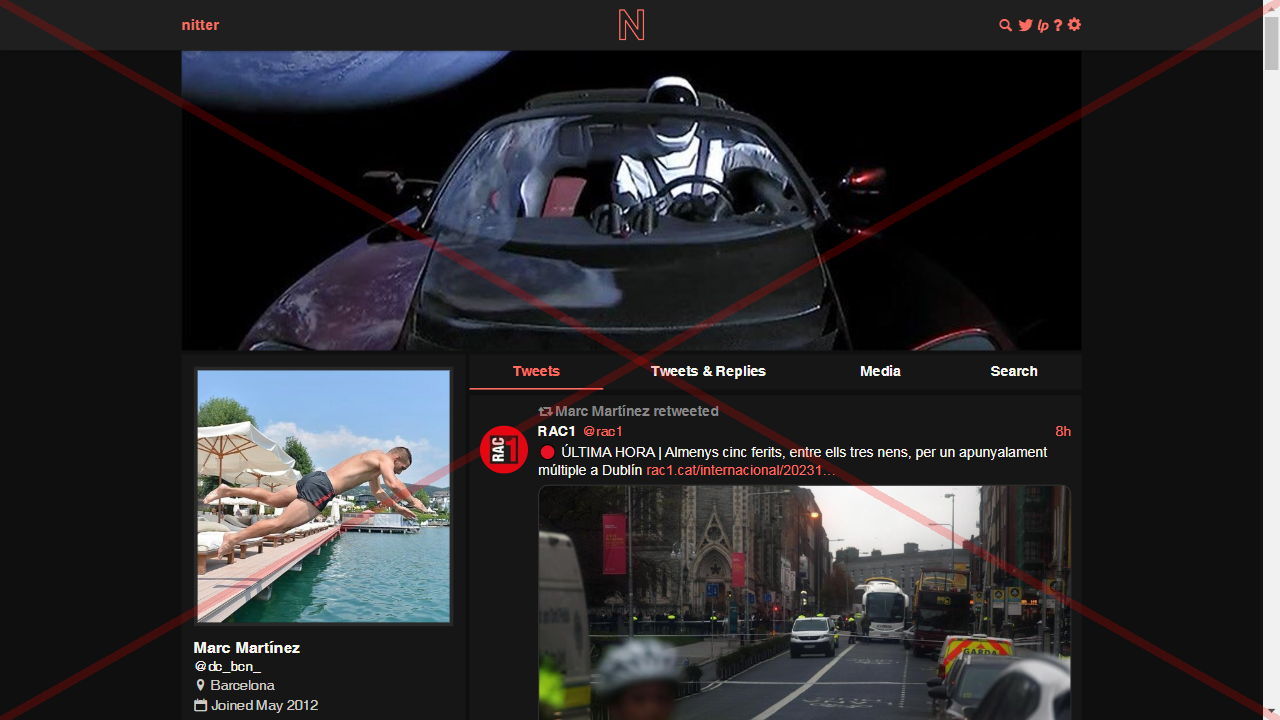 nitter
N
lp ?
Tweets
Tweets & Replies
Media
Search
Marc Martínez retweeted
RAC1 @rac1 8h
RAC1
ÚLTIMA HORA | Almenys cinc ferits, entre ells tres nens, per un apunyalament
múltiple a Dublín rac1.cat/internacional/20231…
GARDA
Marc Martínez
@dc_bcn_
Barcelona
Joined May 2012